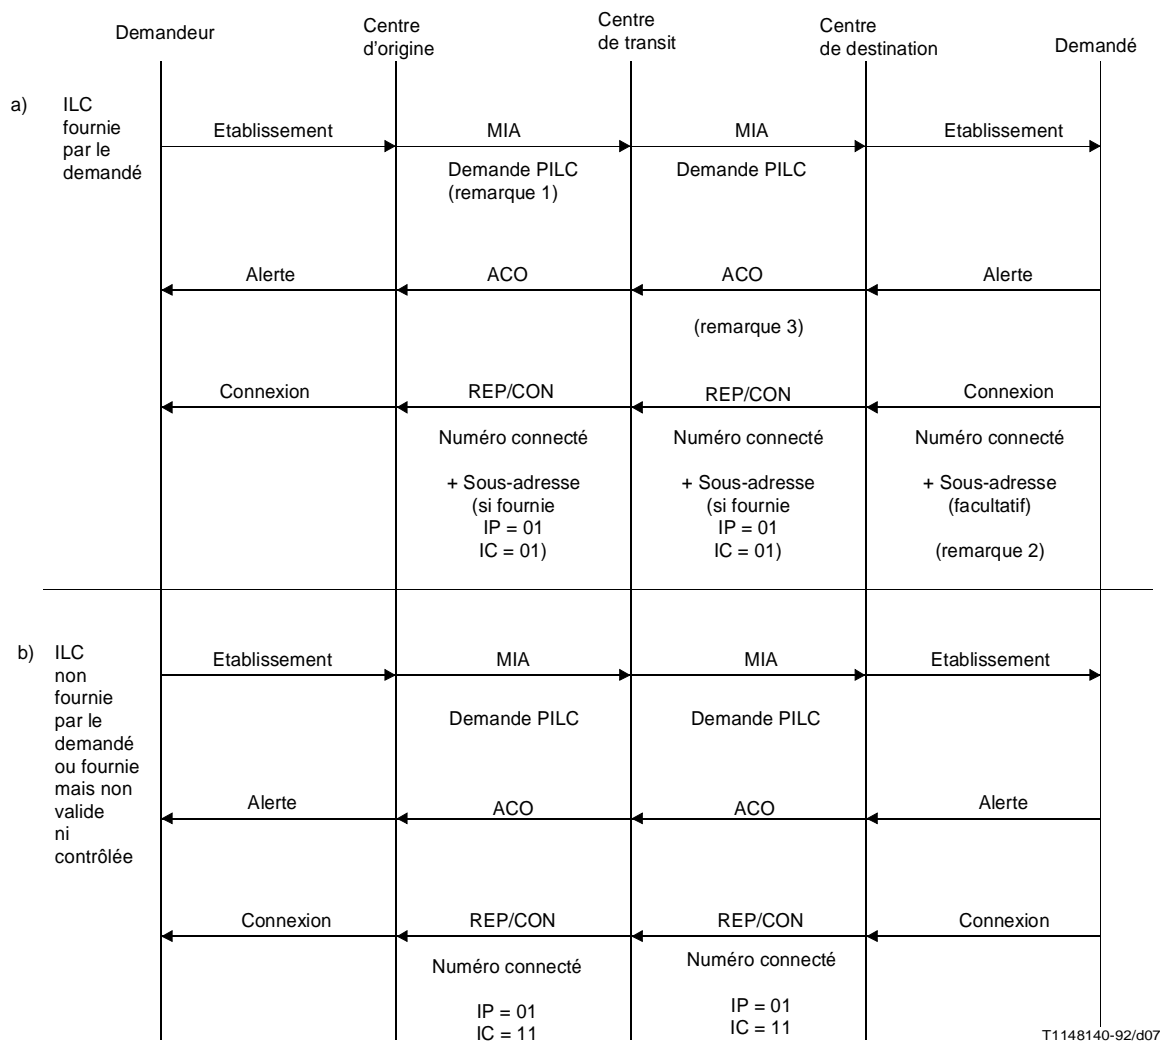 Demandeur
Centre
d'origine
Centre
de transit
Centre
de destination
Demandé
a)
ILC
fournie
par le
demandé
Etablissement
MIA
MIA
Etablissement
Demande PILC
(remarque 1)
Demande PILC
Alerte
ACO
ACO
Alerte
(remarque 3)
Connexion
REP/CON
REP/CON
Connexion
Numéro connecté
+ Sous-adresse
(si fournie
IP = 01
IC = 01)
Numéro connecté
+ Sous-adresse
(si fournie
IP = 01
IC = 01)
Numéro connecté
+ Sous-adresse
(facultatif)
(remarque 2)
b)
ILC
non
fournie
par le
demandé
ou fournie
mais non
valide
ni
contrôlée
Etablissement
MIA
MIA
Etablissement
Demande PILC
Demande PILC
Alerte
ACO
ACO
Alerte
Connexion
REP/CON
REP/CON
Connexion
Numéro connecté
IP = 01
IC = 11
Numéro connecté
IP = 01
IC = 11
T1148140-92/d07